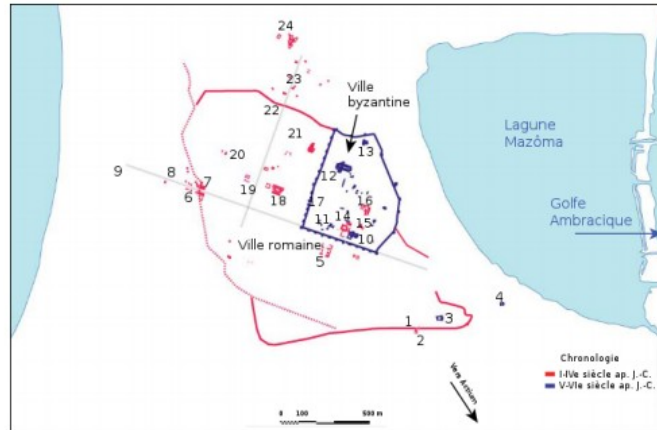 24
23
22
Ville
byzantine
21
13
9
8
7
6
20
19
18
12
17
16
11
14
15
10
Ville romaine
5
Lagune
Mazôma
Golfe
Ambracique
4
1
3
2
Chronologie
I-IVe siècle ap. J.-C.
V-VIe siècle ap. J.-C.
Vers Actium
0 100 500 m